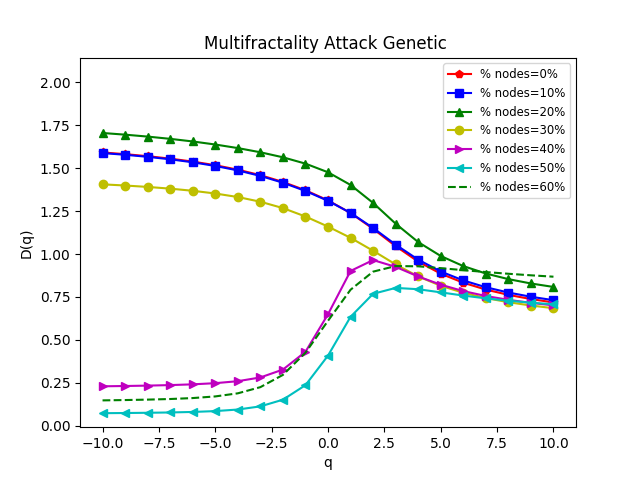 Multifractality Attack Genetic
% nodes=0%
% nodes=10%
% nodes=20%
% nodes=30%
% nodes=40%
% nodes=50%
% nodes=60%
D(q)
2.00
1.75
1.50
1.25
1.00
0.75
0.50
0.25
0.00
−10.0 −7.5 −5.0 −2.5 0.0 2.5 5.0 7.5 10.0
q